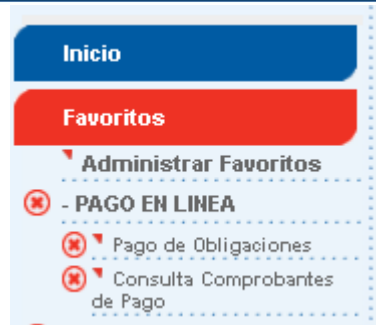 Inicio
Favoritos
Administrar Favoritos
- PAGO EN LINEA
Pago de Obligaciones
Consulta Comprobantes
de Pago